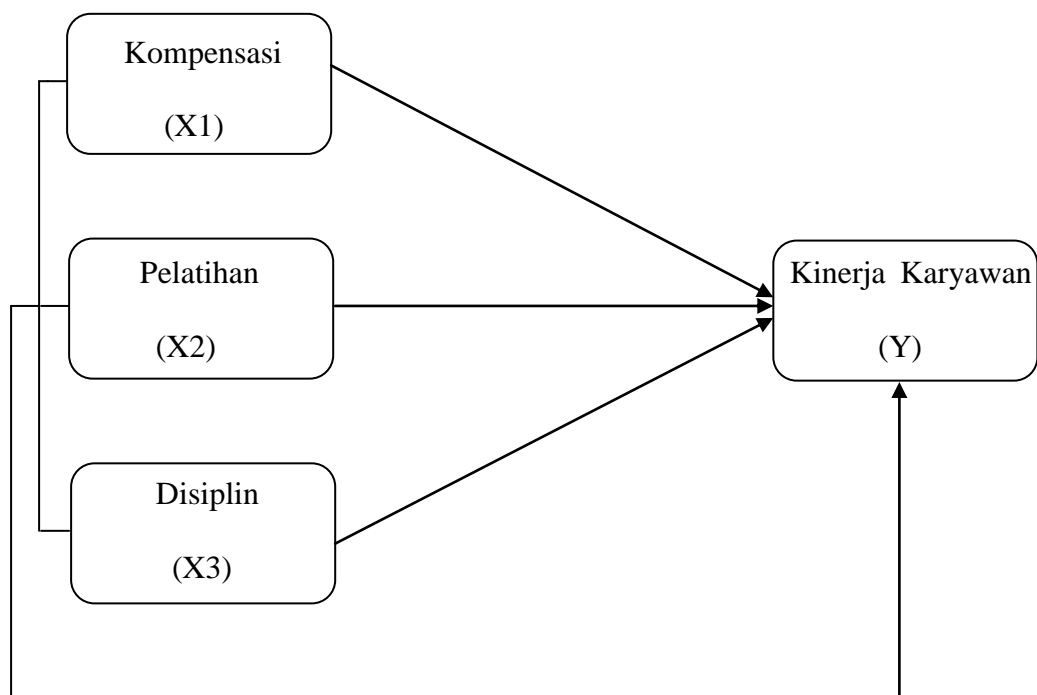 Kompensasi
(X1)
Pelatihan
(X2)
Disiplin
(X3)
Kinerja Karyawan
(Y)